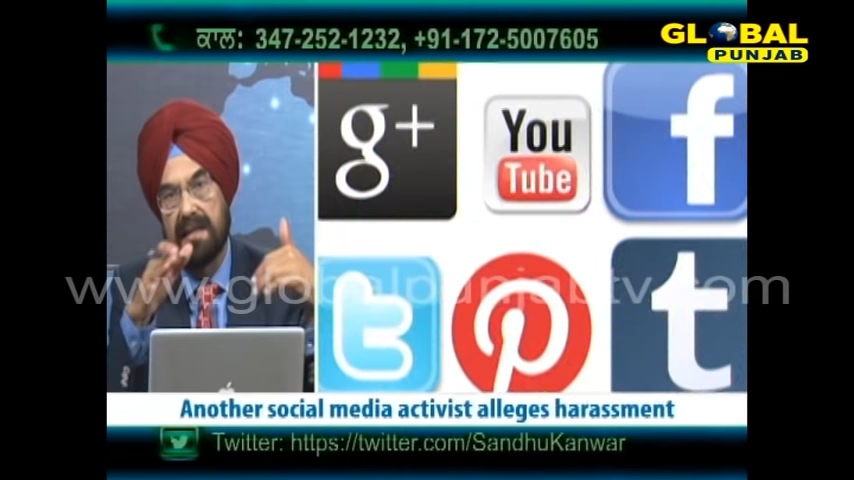 ਕਾਲ: 347-252-1232, +91-172-5007605
GLOBAL
PUNJAB
g+
You
Tube
f
www.globalpunjabtv.com
t
Another social media activist alleges harassment
Twitter: https://twitter.com/SandhuKanwar